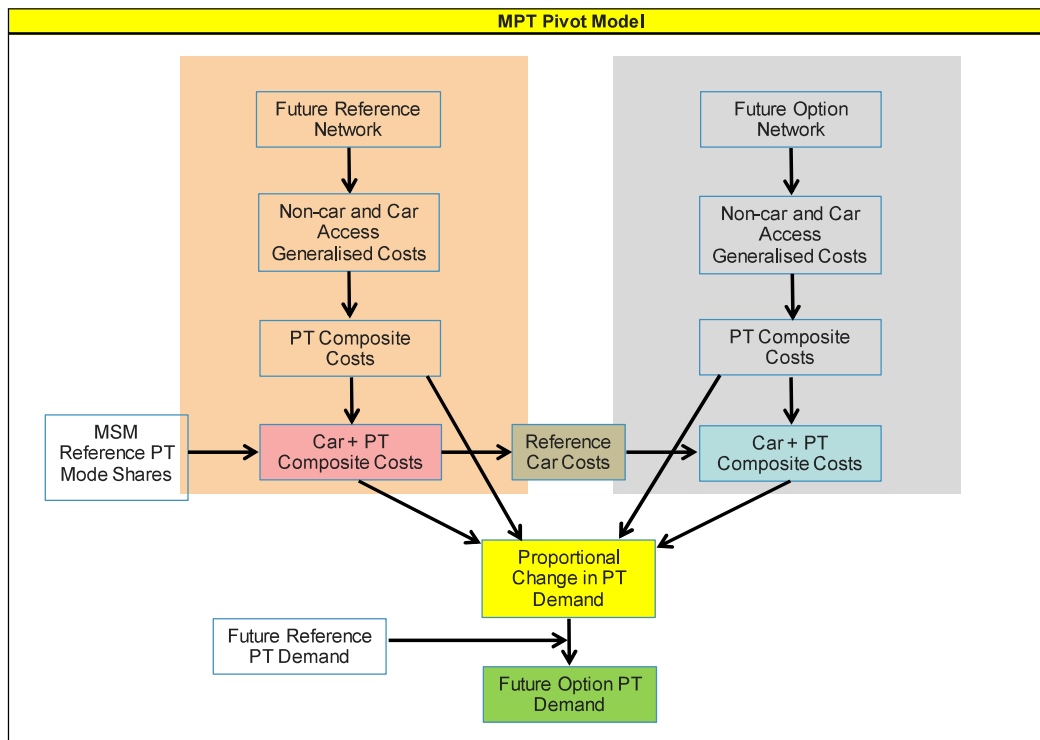 MPT Pivot Model
Future Reference
Network
Future Option
Network
Non-car and Car
Access
Generalised Costs
Non-car and Car
Access
Generalised Costs
PT Composite
Costs
PT Composite
Costs
MSM
Reference PT
Mode Shares
Car + PT
Composite Costs
Reference
Car Costs
Car + PT
Composite Costs
Proportional
Change in PT
Demand
Future Reference
PT Demand
Future Option PT
Demand